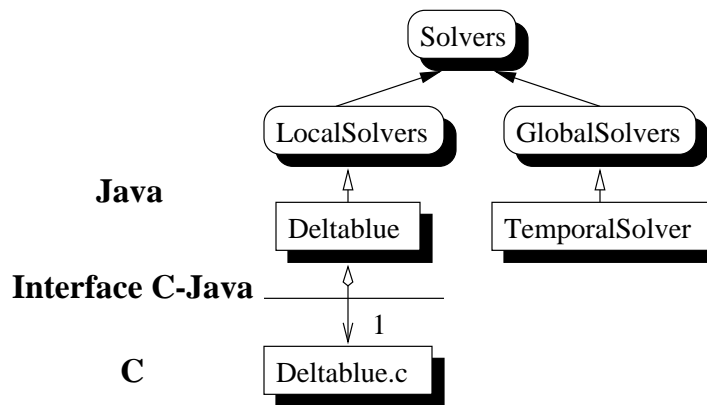 Solvers
LocalSolvers
GlobalSolvers
Java
Deltablue
TemporalSolver
Interface C-Java
1
C
Deltablue.c